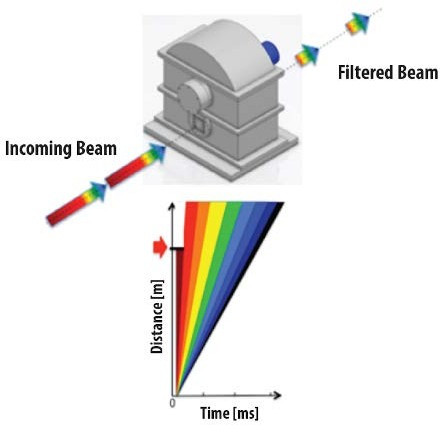 Filtered Beam
Incoming Beam
Distance [m]
0
Time [ms]